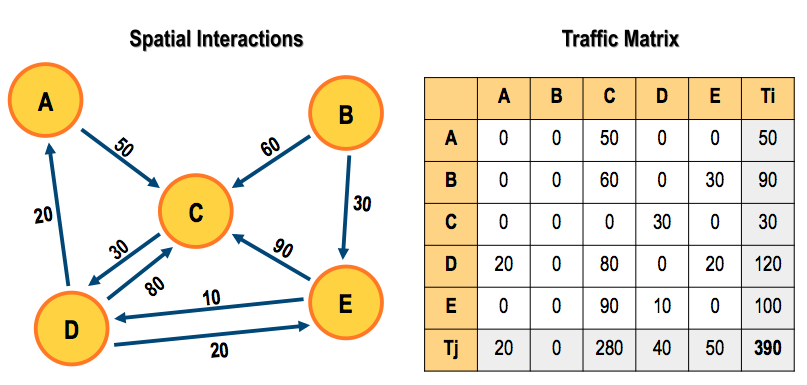 Spatial Interactions
A
B
50
60
20
C
30
30
90
80
10
E
D
20
Traffic Matrix
A B C D E Ti
A 0 0 50 0 0 50
B 0 0 60 0 30 90
C 0 0 0 30 0 30
D 20 0 80 0 20 120
E 0 0 90 10 0 100
Tj 20 0 280 40 50 390